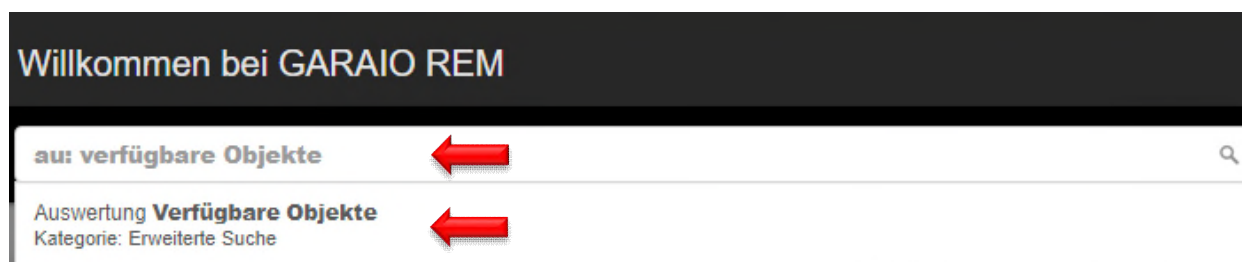 Willkommen bei GARAIO REM
au: verfügbare Objekte
Auswertung Verfügbare Objekte
Kategorie: Erweiterte Suche